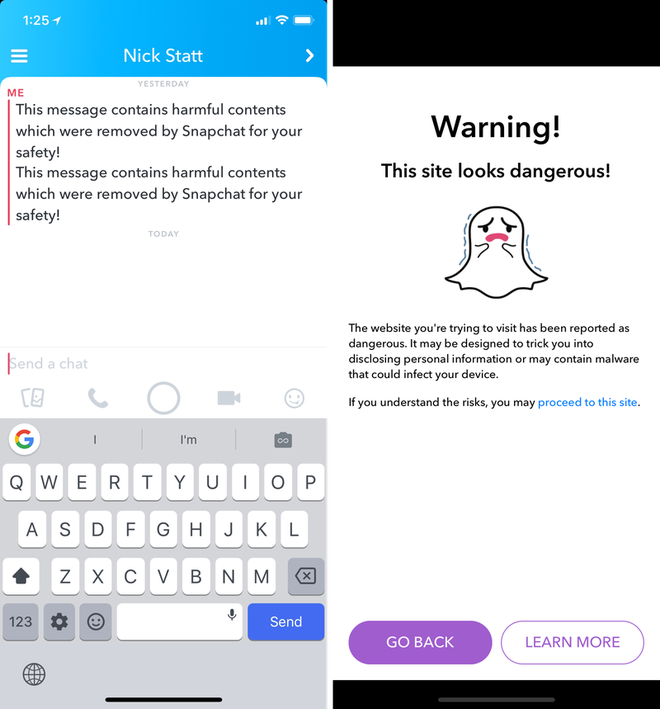 1:25
Nick Statt
YESTERDAY
ME
This message contains harmful contents
which were removed by Snapchat for your
safety!
This message contains harmful contents
which were removed by Snapchat for your
safety!
TODAY
Send a chat
G
I
I'm
Q W E R T Y U I O P
A S D F G H J K L
Z X C V B N M
123
Send
Warning!
This site looks dangerous!
The website you're trying to visit has been reported as
dangerous. It may be designed to trick you into
disclosing personal information or may contain malware
that could infect your device.
If you understand the risks, you may proceed to this site.
GO BACK
LEARN MORE